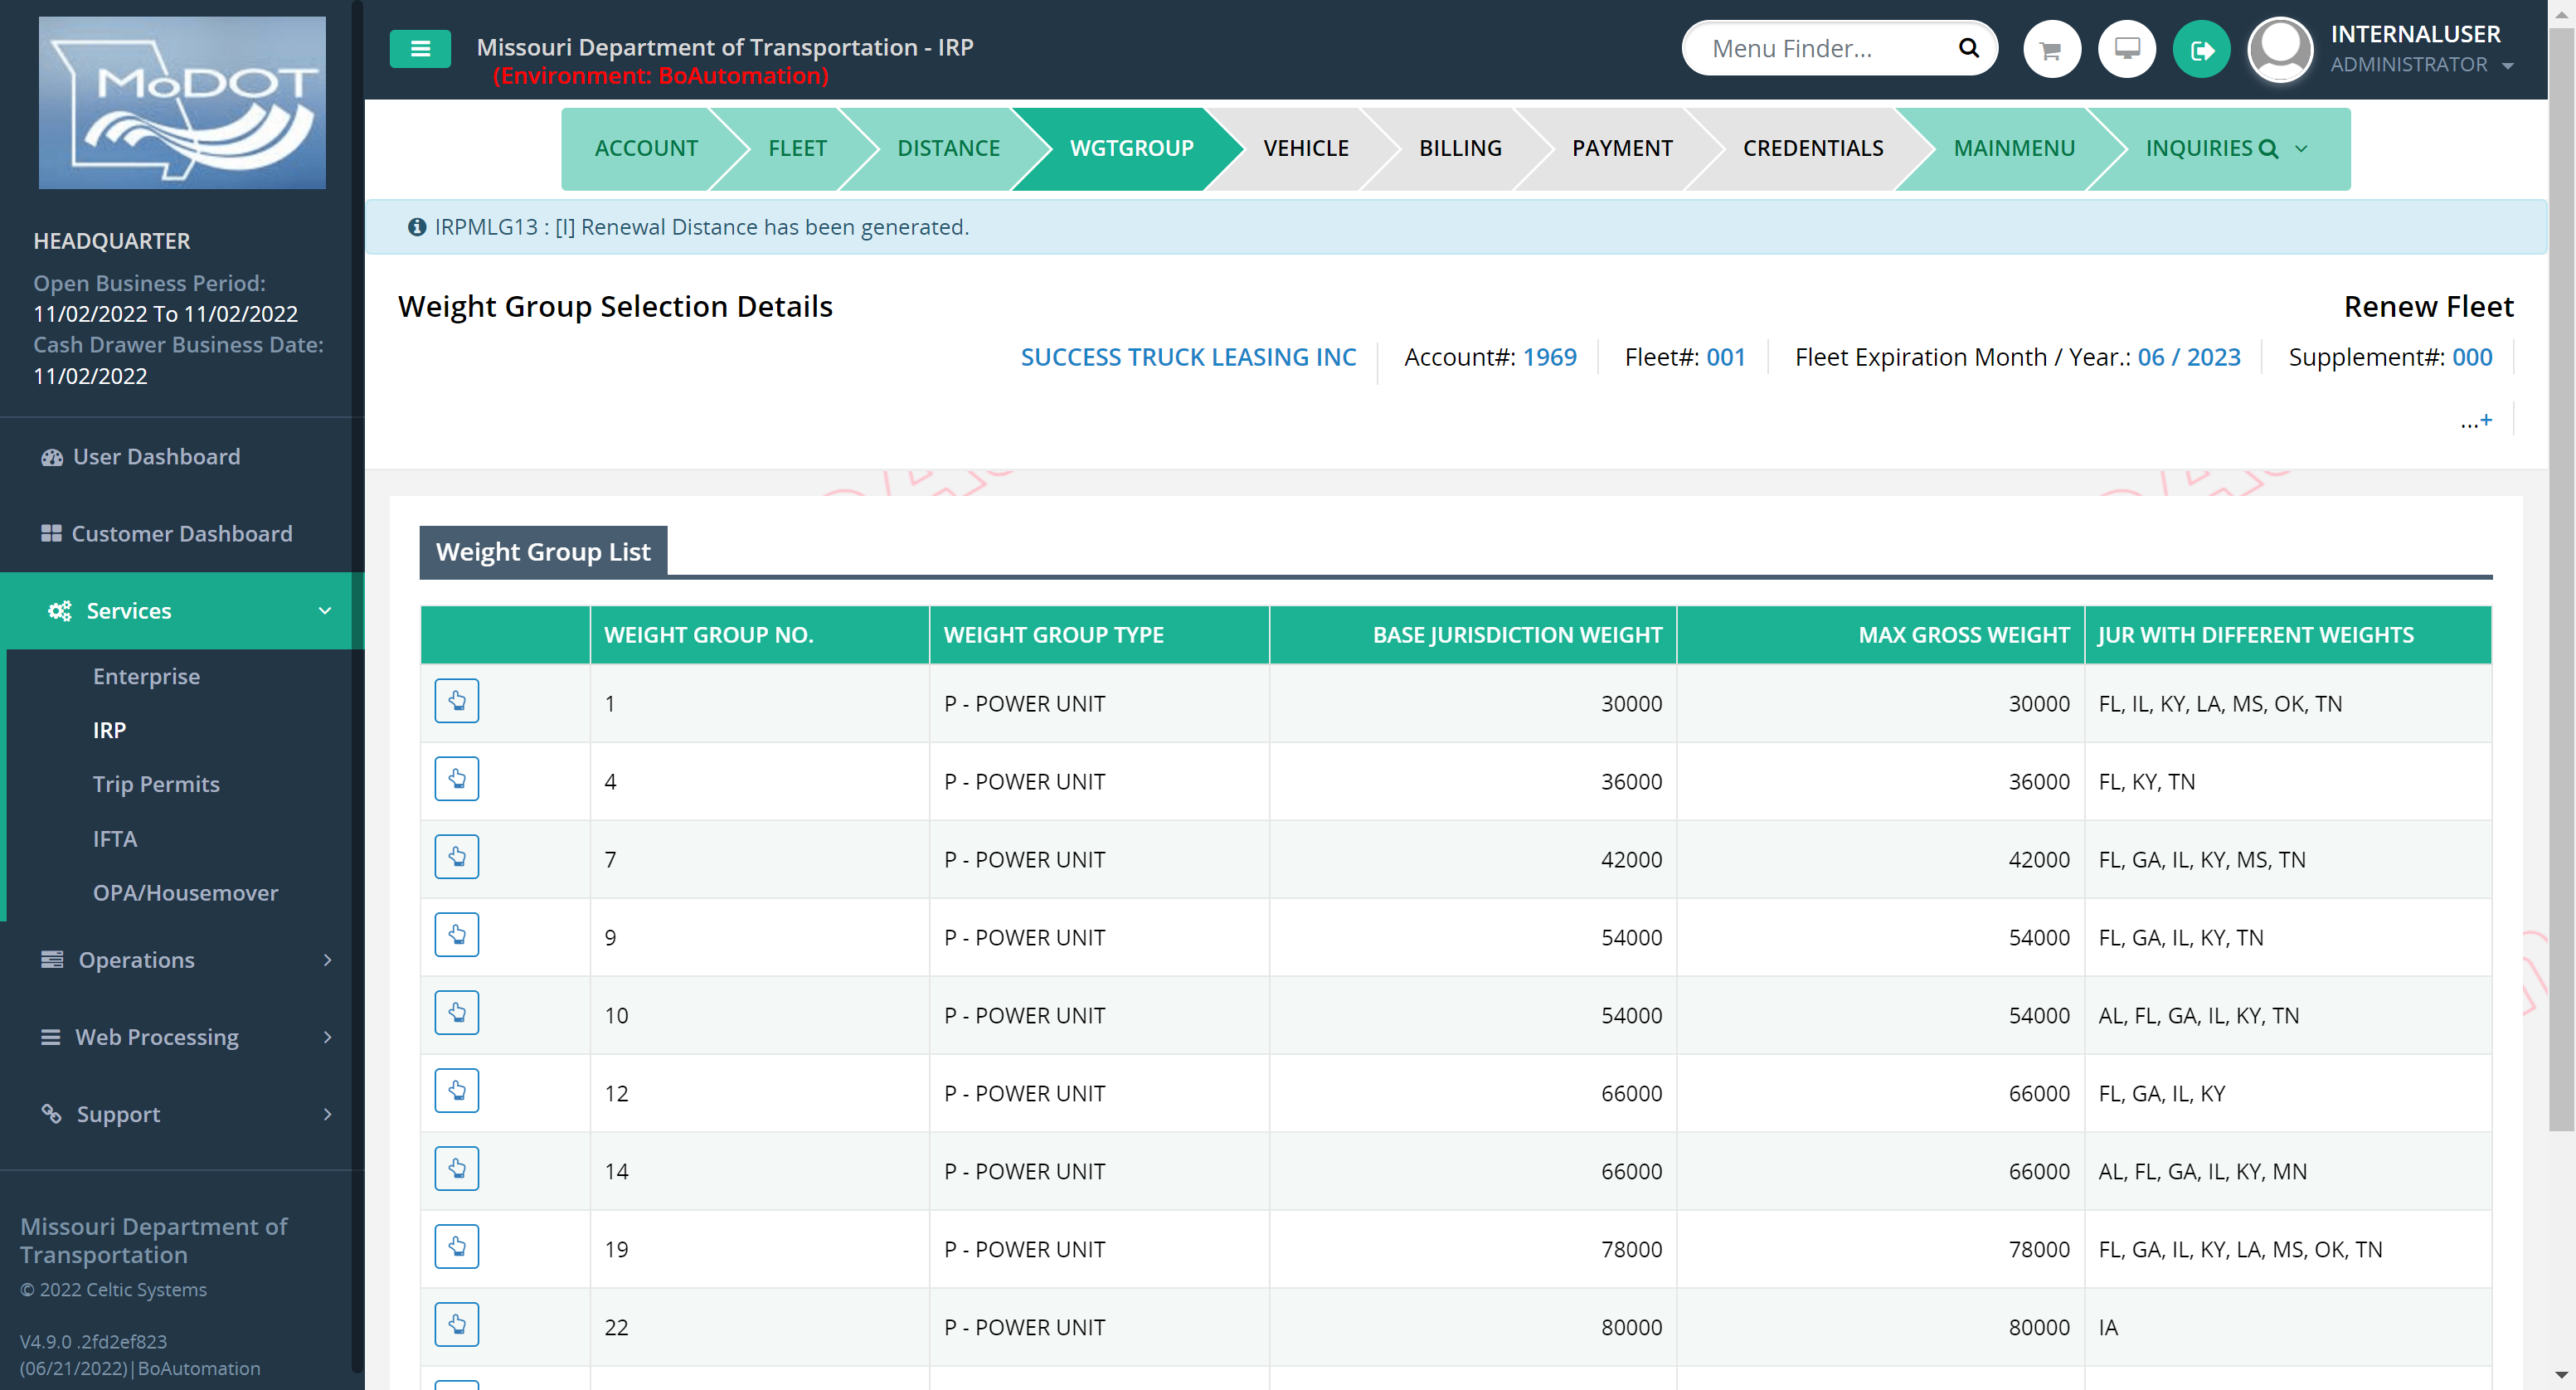 MoDOT
HEADQUARTER
Open Business Period:
11/02/2022 To 11/02/2022
Cash Drawer Business Date:
11/02/2022
User Dashboard
Customer Dashboard
Services
Enterprise
IRP
Trip Permits
IFTA
OPA/Housemover
Operations
Web Processing
Support
Missouri Department of
Transportation
© 2022 Celtic Systems
V4.9.0 .2fd2ef823
(06/21/2022)|BoAutomation
Missouri Department of Transportation - IRP
(Environment: BoAutomation)
Menu Finder...
INTERNALUSER
ADMINISTRATOR
ACCOUNT FLEET DISTANCE WGTGROUP VEHICLE BILLING PAYMENT CREDENTIALS MAINMENU INQUIRIES
IRPMLG13 : [I] Renewal Distance has been generated.
Weight Group Selection Details Renew Fleet
SUCCESS TRUCK LEASING INC Account#: 1969 Fleet#: 001 Fleet Expiration Month / Year.: 06 / 2023 Supplement#: 000
...+
Weight Group List
WEIGHT GROUP NO. WEIGHT GROUP TYPE BASE JURISDICTION WEIGHT MAX GROSS WEIGHT JUR WITH DIFFERENT WEIGHTS
1 P - POWER UNIT 30000 30000 FL, IL, KY, LA, MS, OK, TN
4 P - POWER UNIT 36000 36000 FL, KY, TN
7 P - POWER UNIT 42000 42000 FL, GA, IL, KY, MS, TN
9 P - POWER UNIT 54000 54000 FL, GA, IL, KY, TN
10 P - POWER UNIT 54000 54000 AL, FL, GA, IL, KY, TN
12 P - POWER UNIT 66000 66000 FL, GA, IL, KY
14 P - POWER UNIT 66000 66000 AL, FL, GA, IL, KY, MN
19 P - POWER UNIT 78000 78000 FL, GA, IL, KY, LA, MS, OK, TN
22 P - POWER UNIT 80000 80000 IA